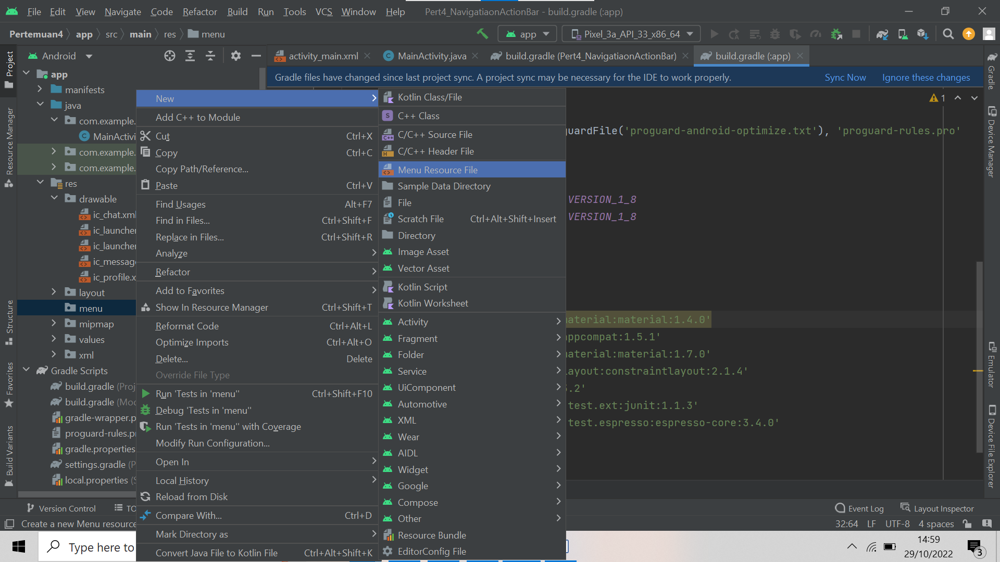 File Edit View Navigate Code Refactor Build Run Tools VCS Window Help Pert4_NavigatiaonActionBar - build.gradle (:app)
Pertemuan4 app src main res menu app Pixel_3a_API_33_x86_64
Project
Resource Manager
Structure
Favorites
Build Variants
Android
activity_main.xml MainActivity.java build.gradle (Pert4_NavigatiaonActionBar) build.gradle (:app)
Gradle files have changed since last project sync. A project sync may be necessary for the IDE to work properly. Sync Now Ignore these changes
app
manifests
java
com.example.
MainActivi
com.example.
com.example.
res
drawable
ic_chat.xml
ic_launcher
ic_launcher
ic_message
ic_profile.x
layout
menu
mipmap
values
xml
Gradle Scripts
build.gradle (Proj
build.gradle (Mod
gradle-wrapper.p
proguard-rules.pr
gradle.properties
settings.gradle (P
local.properties (S
New
Add C++ to Module
Cut Ctrl+X
Copy Ctrl+C
Copy Path/Reference...
Paste Ctrl+V
Find Usages Alt+F7
Find in Files... Ctrl+Shift+F
Replace in Files... Ctrl+Shift+R
Analyze
Refactor
Add to Favorites
Show In Resource Manager Ctrl+Shift+T
Reformat Code Ctrl+Alt+L
Optimize Imports Ctrl+Alt+O
Delete... Delete
Override File Type
Run 'Tests in 'menu'' Ctrl+Shift+F10
Debug 'Tests in 'menu''
Run 'Tests in 'menu'' with Coverage
Modify Run Configuration...
Open In
Local History
Reload from Disk
Compare With... Ctrl+D
Mark Directory as
Convert Java File to Kotlin File Ctrl+Alt+Shift+K
Kotlin Class/File
C++ Class
C/C++ Source File
C/C++ Header File
Menu Resource File
Sample Data Directory
File
Scratch File Ctrl+Alt+Shift+Insert
Directory
Image Asset
Vector Asset
Kotlin Script
Kotlin Worksheet
Activity
Fragment
Folder
Service
UiComponent
Automotive
XML
Wear
AIDL
Widget
Google
Compose
Other
Resource Bundle
EditorConfig File
1
guardFile('proguard-android-optimize.txt'), 'proguard-rules.pro'
VERSION_1_8
VERSION_1_8
material:material:1.4.0'
appcompat:1.5.1'
material:material:1.7.0'
layout:constraintlayout:2.1.4'
.2'
test.ext:junit:1.1.3'
test.espresso:espresso-core:3.4.0'
Gradle
Device Manager
Emulator
Device File Explorer
Version Control TO Event Log Layout Inspector
Create a new Menu resource 32:64 LF UTF-8 4 spaces
Type here to 14:59
29/10/2022 3